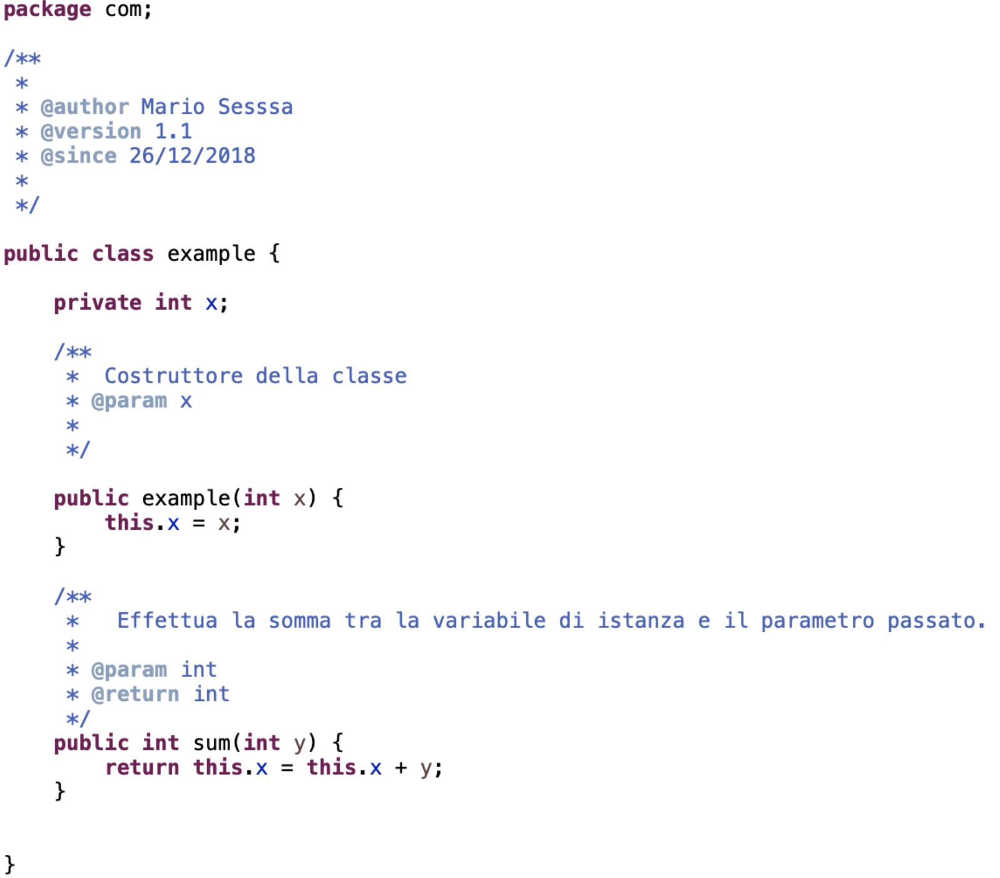 package com;
/**
 *
 * @author Mario Sesssa
 * @version 1.1
 * @since 26/12/2018
 *
 */
public class example {
    private int x;
    /**
     *  Costruttore della classe
     * @param x
     *
     */
    public example(int x) {
        this.x = x;
    }
    /**
     *   Effettua la somma tra la variabile di istanza e il parametro passato.
     *
     * @param int
     * @return int
     */
    public int sum(int y) {
        return this.x = this.x + y;
    }
}